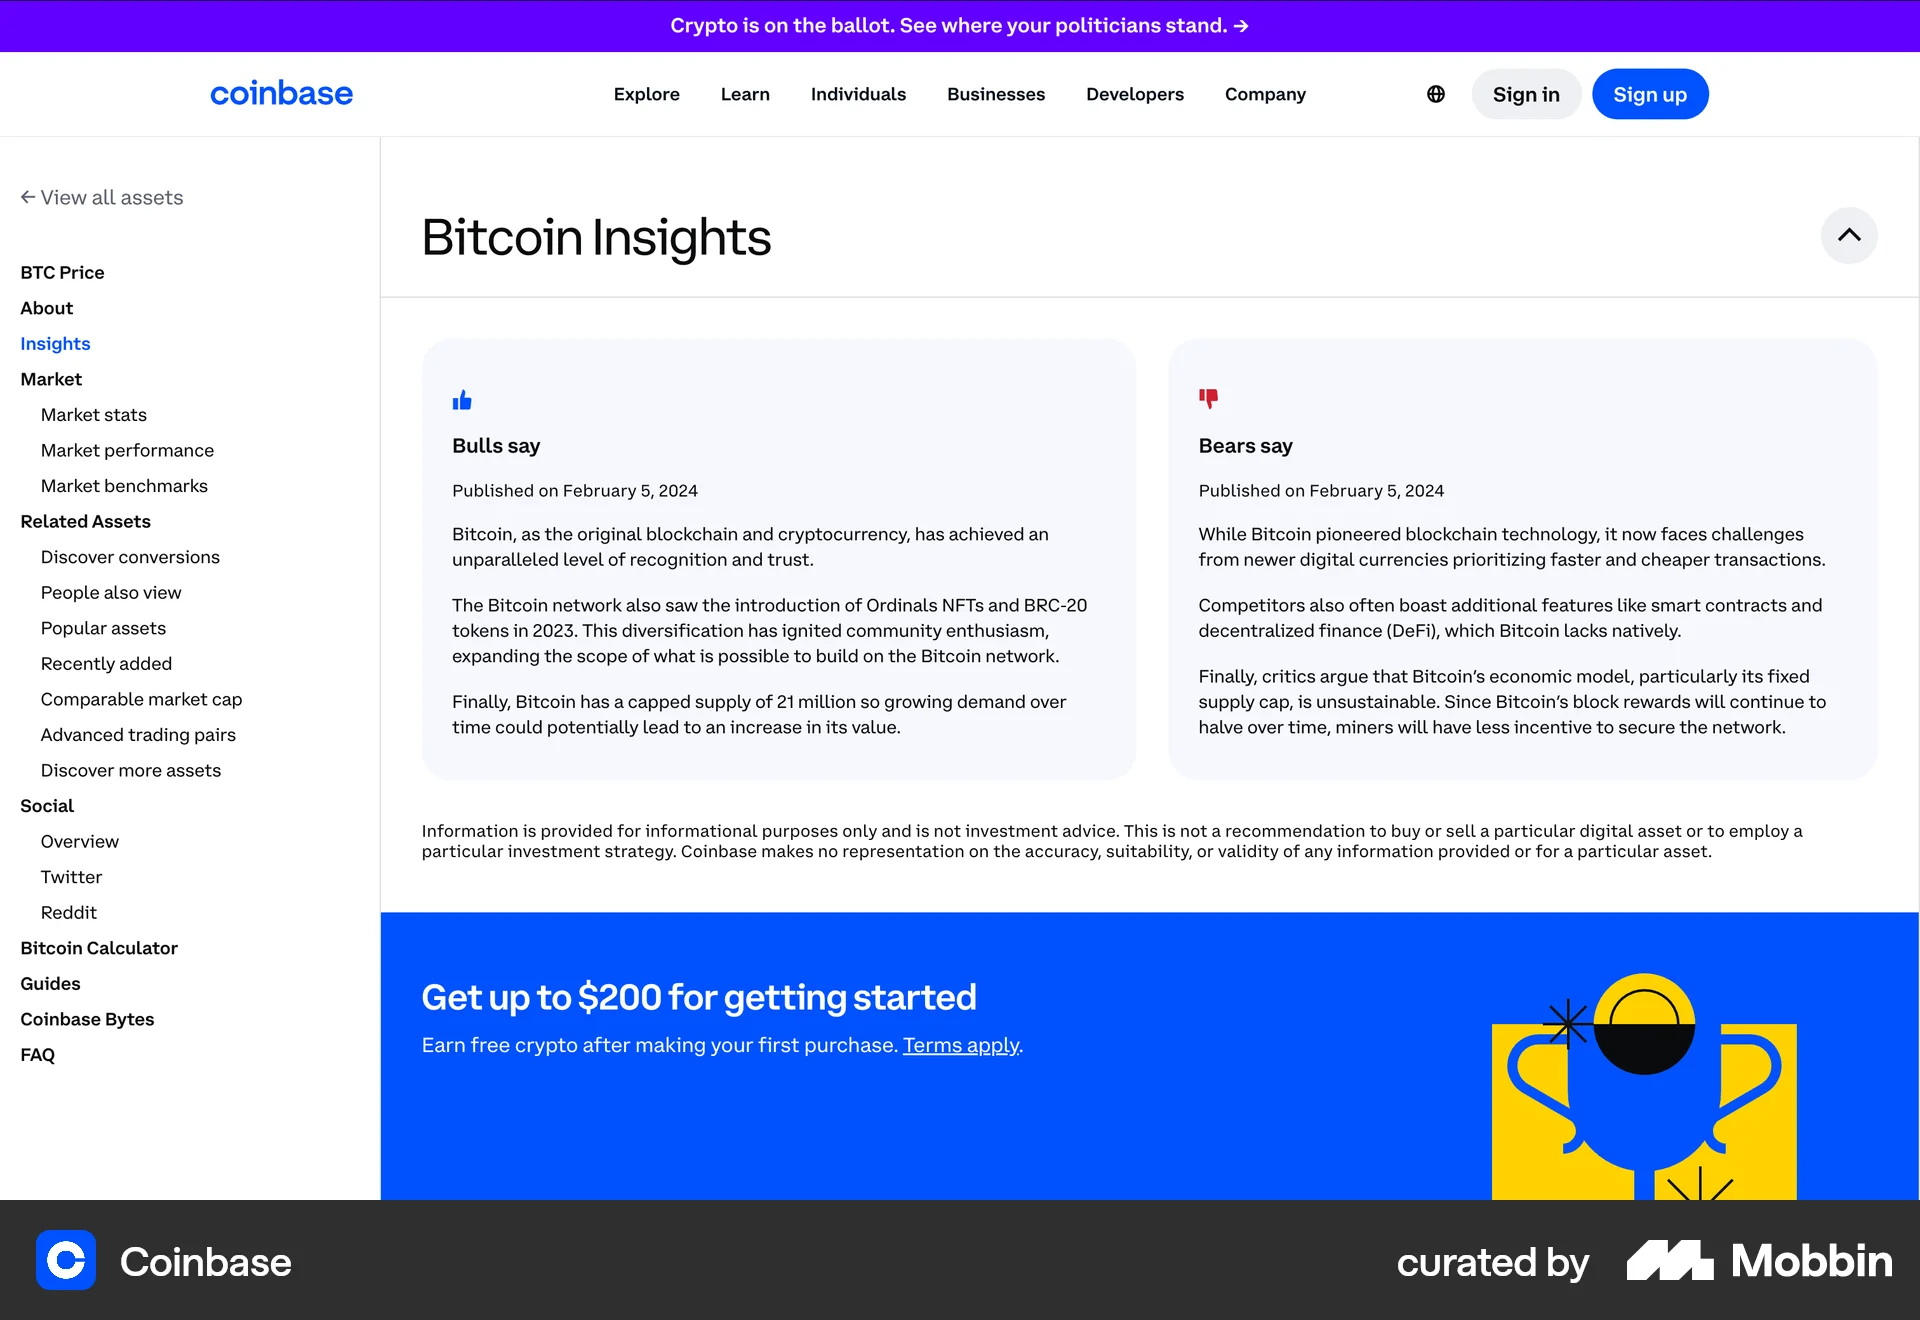 Crypto is on the ballot. See where your politicians stand. →
coinbase
Explore
Learn
Individuals
Businesses
Developers
Company
Sign in
Sign up
← View all assets
BTC Price
About
Insights
Market
Market stats
Market performance
Market benchmarks
Related Assets
Discover conversions
People also view
Popular assets
Recently added
Comparable market cap
Advanced trading pairs
Discover more assets
Social
Overview
Twitter
Reddit
Bitcoin Calculator
Guides
Coinbase Bytes
FAQ
Bitcoin Insights
Bulls say
Published on February 5, 2024
Bitcoin, as the original blockchain and cryptocurrency, has achieved an
unparalleled level of recognition and trust.
The Bitcoin network also saw the introduction of Ordinals NFTs and BRC-20
tokens in 2023. This diversification has ignited community enthusiasm,
expanding the scope of what is possible to build on the Bitcoin network.
Finally, Bitcoin has a capped supply of 21 million so growing demand over
time could potentially lead to an increase in its value.
Bears say
Published on February 5, 2024
While Bitcoin pioneered blockchain technology, it now faces challenges
from newer digital currencies prioritizing faster and cheaper transactions.
Competitors also often boast additional features like smart contracts and
decentralized finance (DeFi), which Bitcoin lacks natively.
Finally, critics argue that Bitcoin’s economic model, particularly its fixed
supply cap, is unsustainable. Since Bitcoin’s block rewards will continue to
halve over time, miners will have less incentive to secure the network.
Information is provided for informational purposes only and is not investment advice. This is not a recommendation to buy or sell a particular digital asset or to employ a
particular investment strategy. Coinbase makes no representation on the accuracy, suitability, or validity of any information provided or for a particular asset.
Get up to $200 for getting started
Earn free crypto after making your first purchase. Terms apply.
Coinbase
curated by
Mobbin